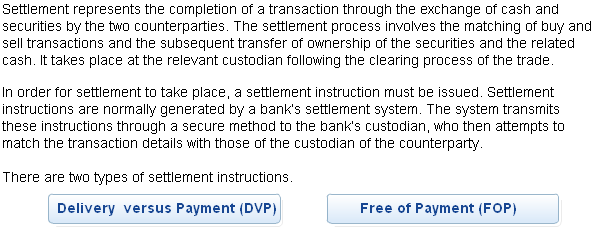 Settlement represents the completion of a transaction through the exchange of cash and
securities by the two counterparties. The settlement process involves the matching of buy and
sell transactions and the subsequent transfer of ownership of the securities and the related
cash. It takes place at the relevant custodian following the clearing process of the trade.
In order for settlement to take place, a settlement instruction must be issued. Settlement
instructions are normally generated by a bank's settlement system. The system transmits
these instructions through a secure method to the bank's custodian, who then attempts to
match the transaction details with those of the custodian of the counterparty.
There are two types of settlement instructions.
Delivery versus Payment (DVP) Free of Payment (FOP)